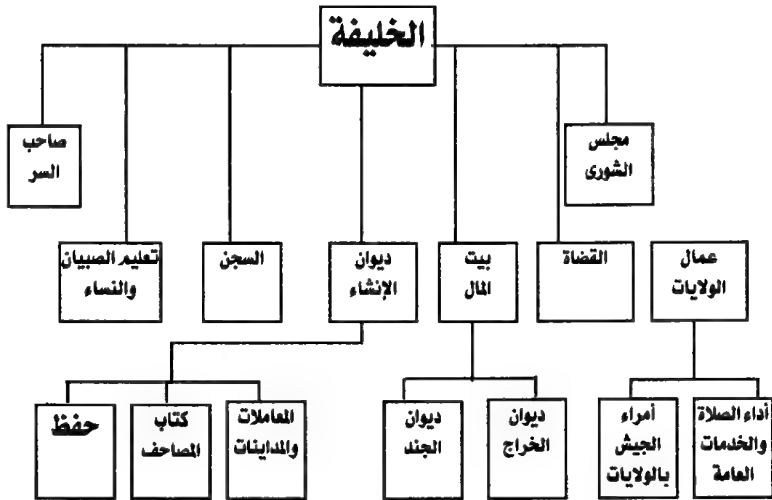 الخليفة
مجلس
الشورى
صاحب
السر
عمال
الولايات
القضاة
بيت
المال
ديوان
الإنشاء
السجن
تعليم الصبيان
والنساء
أداء الصلاة
والخدمات
العامة
أمراء
الجيش
بالولايات
ديوان
الخراج
ديوان
الجند
المعاملات
والمداينات
كتاب
المصاحف
حفظ